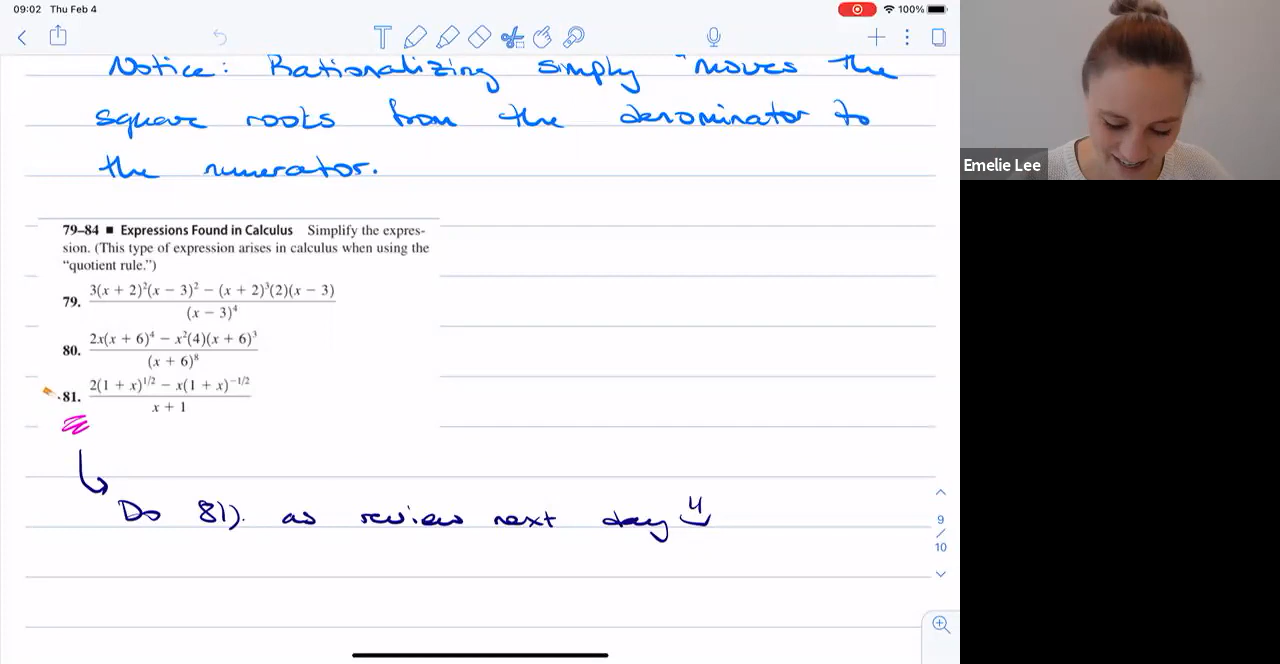 09:02 Thu Feb 4
100%
Notice: Rationalizing simply "moves the
square roots from the denominator to
the numerator.
79–84 ■ Expressions Found in Calculus Simplify the expres-
sion. (This type of expression arises in calculus when using the
"quotient rule.")
79. 3(x + 2)²(x − 3)² − (x + 2)³(2)(x − 3)
(x − 3)⁴
80. 2x(x + 6)⁴ − x²(4)(x + 6)³
(x + 6)⁸
81. 2(1 + x)^1/2 − x(1 + x)^−1/2
x + 1
Do 81). as review next day
9
/
10
Emelie Lee